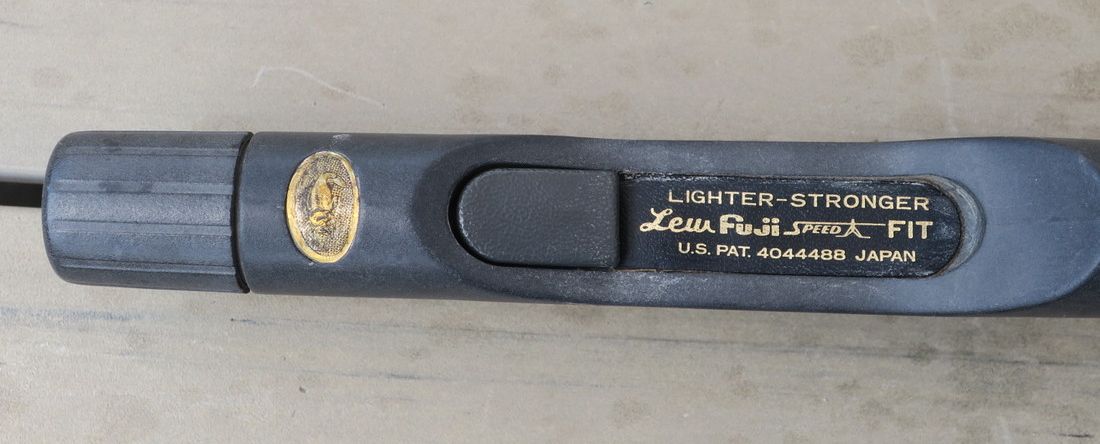 LIGHTER-STRONGER
Lew Fuji SPEED FIT
U.S. PAT. 4044488 JAPAN